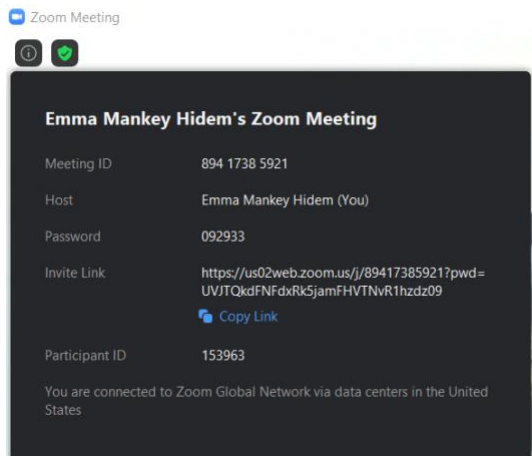 Zoom Meeting
Emma Mankey Hidem's Zoom Meeting
Meeting ID 894 1738 5921
Host Emma Mankey Hidem (You)
Password 092933
Invite Link https://us02web.zoom.us/j/89417385921?pwd=
UVJTQkdFNFdxRk5jamFHVTNvR1hzdz09
Copy Link
Participant ID 153963
You are connected to Zoom Global Network via data centers in the United
States